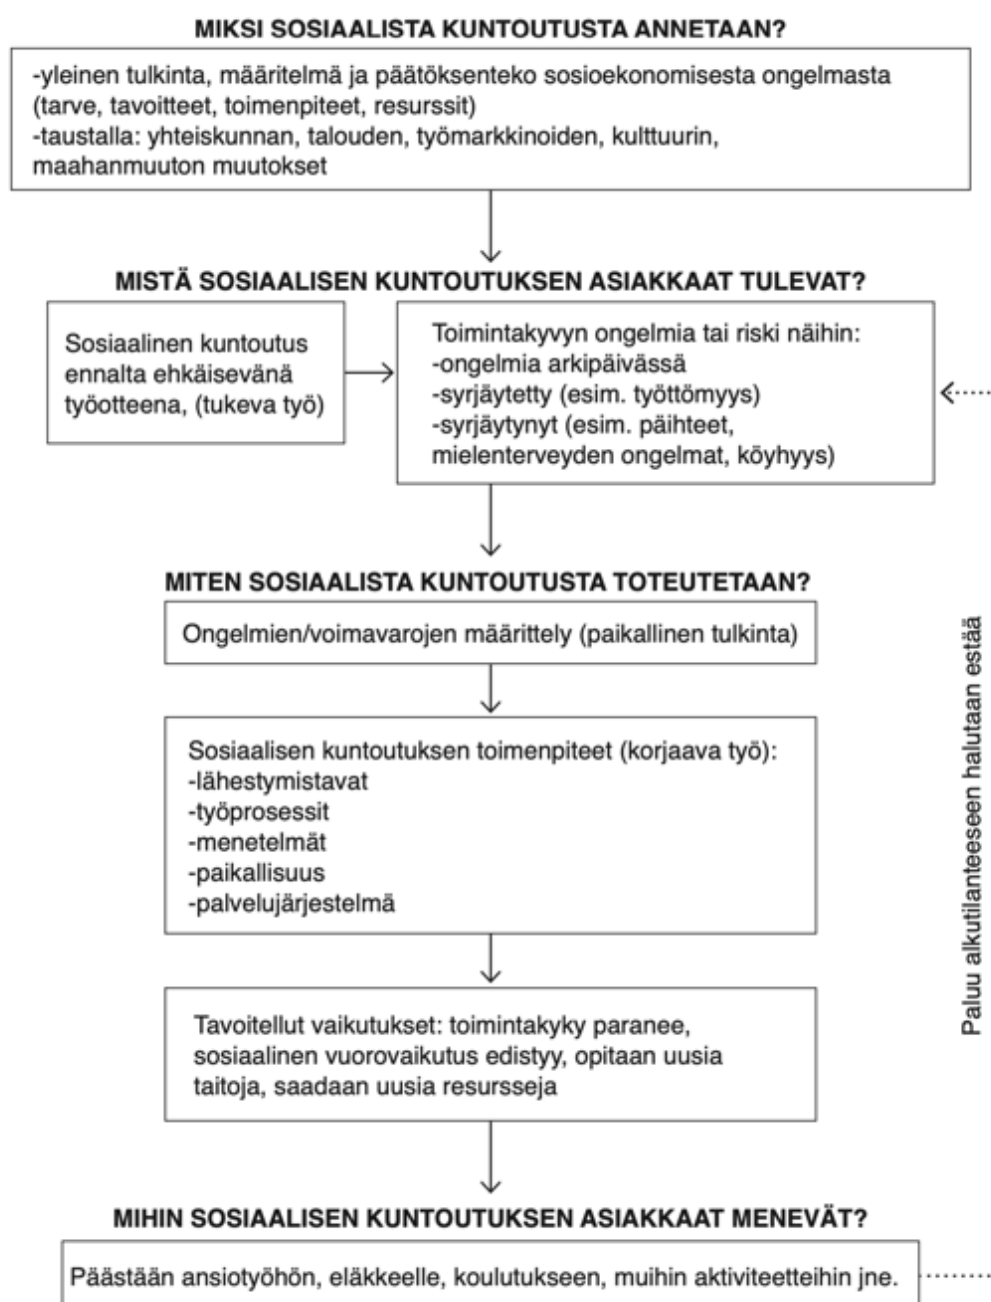 MIKSI SOSIAALISTA KUNTOUTUSTA ANNETAAN?
-yleinen tulkinta, määritelmä ja päätöksenteko sosioekonomisesta ongelmasta
(tarve, tavoitteet, toimenpiteet, resurssit)
-taustalla: yhteiskunnan, talouden, työmarkkinoiden, kulttuurin,
maahanmuuton muutokset
MISTÄ SOSIAALISEN KUNTOUTUKSEN ASIAKKAAT TULEVAT?
Sosiaalinen kuntoutus
ennalta ehkäisevänä
työotteena, (tukeva työ)
Toimintakyvyn ongelmia tai riski näihin:
-ongelmia arkipäivässä
-syrjäytetty (esim. työttömyys)
-syrjäytynyt (esim. päihteet,
mielenterveyden ongelmat, köyhyys)
MITEN SOSIAALISTA KUNTOUTUSTA TOTEUTETAAN?
Ongelmien/voimavarojen määrittely (paikallinen tulkinta)
Sosiaalisen kuntoutuksen toimenpiteet (korjaava työ):
-lähestymistavat
-työprosessit
-menetelmät
-paikallisuus
-palvelujärjestelmä
Paluu alkutilanteeseen halutaan estää
Tavoitellut vaikutukset: toimintakyky paranee,
sosiaalinen vuorovaikutus edistyy, opitaan uusia
taitoja, saadaan uusia resursseja
MIHIN SOSIAALISEN KUNTOUTUKSEN ASIAKKAAT MENEVÄT?
Päästään ansiotyöhön, eläkkeelle, koulutukseen, muihin aktiviteetteihin jne.